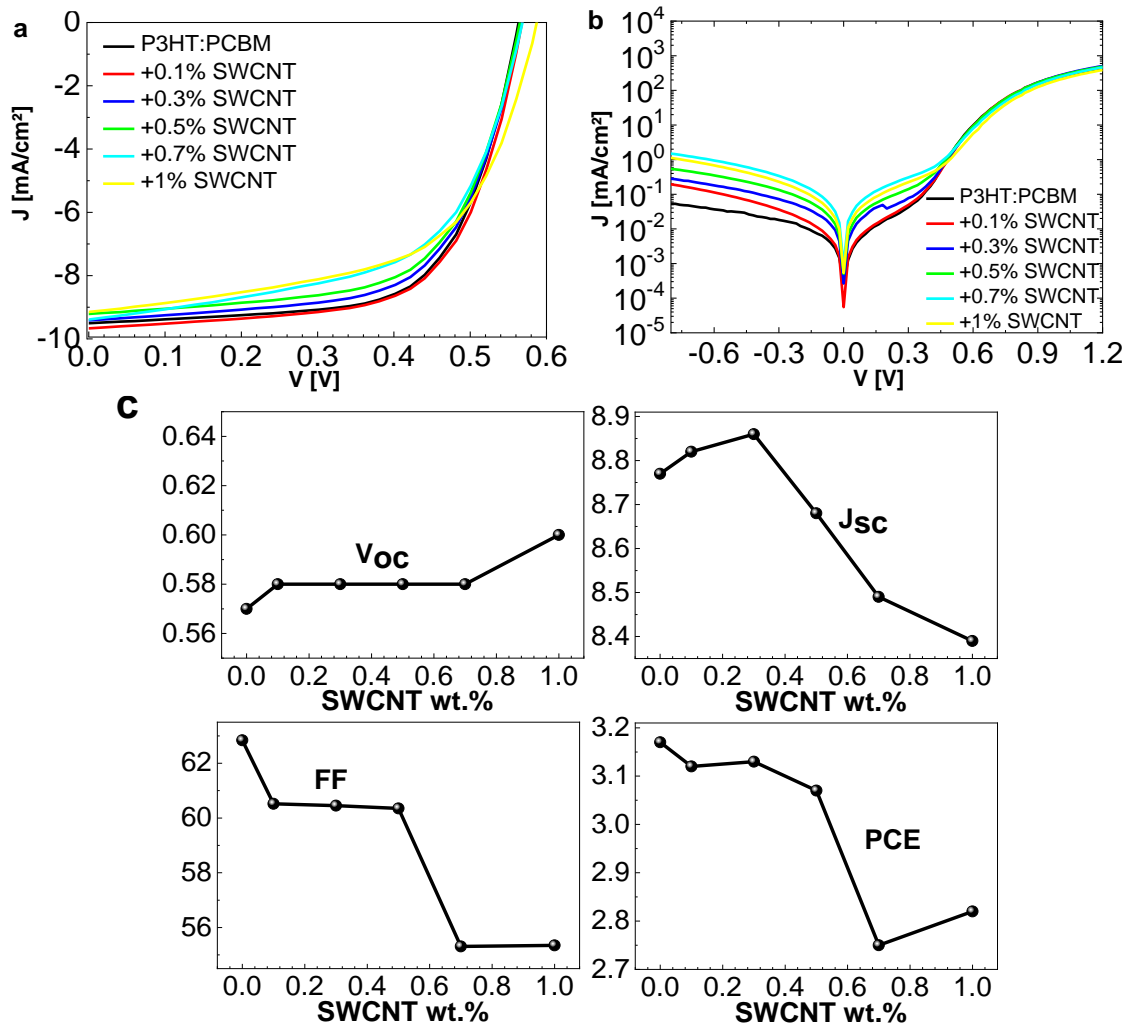 a
0
-2
-4
-6
-8
-10
J [mA/cm²]
P3HT:PCBM
+0.1% SWCNT
+0.3% SWCNT
+0.5% SWCNT
+0.7% SWCNT
+1% SWCNT
0.0 0.1 0.2 0.3 0.4 0.5 0.6
V [V]
b
10⁴
10³
10²
10¹
10⁰
10⁻¹
10⁻²
10⁻³
10⁻⁴
10⁻⁵
J [mA/cm²]
P3HT:PCBM
+0.1% SWCNT
+0.3% SWCNT
+0.5% SWCNT
+0.7% SWCNT
+1% SWCNT
-0.6 -0.3 0.0 0.3 0.6 0.9 1.2
V [V]
c
0.64
0.62
0.60
0.58
0.56
Voc
0.0 0.2 0.4 0.6 0.8 1.0
SWCNT wt.%
8.9
8.8
8.7
8.6
8.5
8.4
Jsc
0.0 0.2 0.4 0.6 0.8 1.0
SWCNT wt.%
62
60
56
55
FF
0.0 0.2 0.4 0.6 0.8 1.0
SWCNT wt.%
3.2
3.1
3.0
2.9
2.8
2.7
PCE
0.0 0.2 0.4 0.6 0.8 1.0
SWCNT wt.%